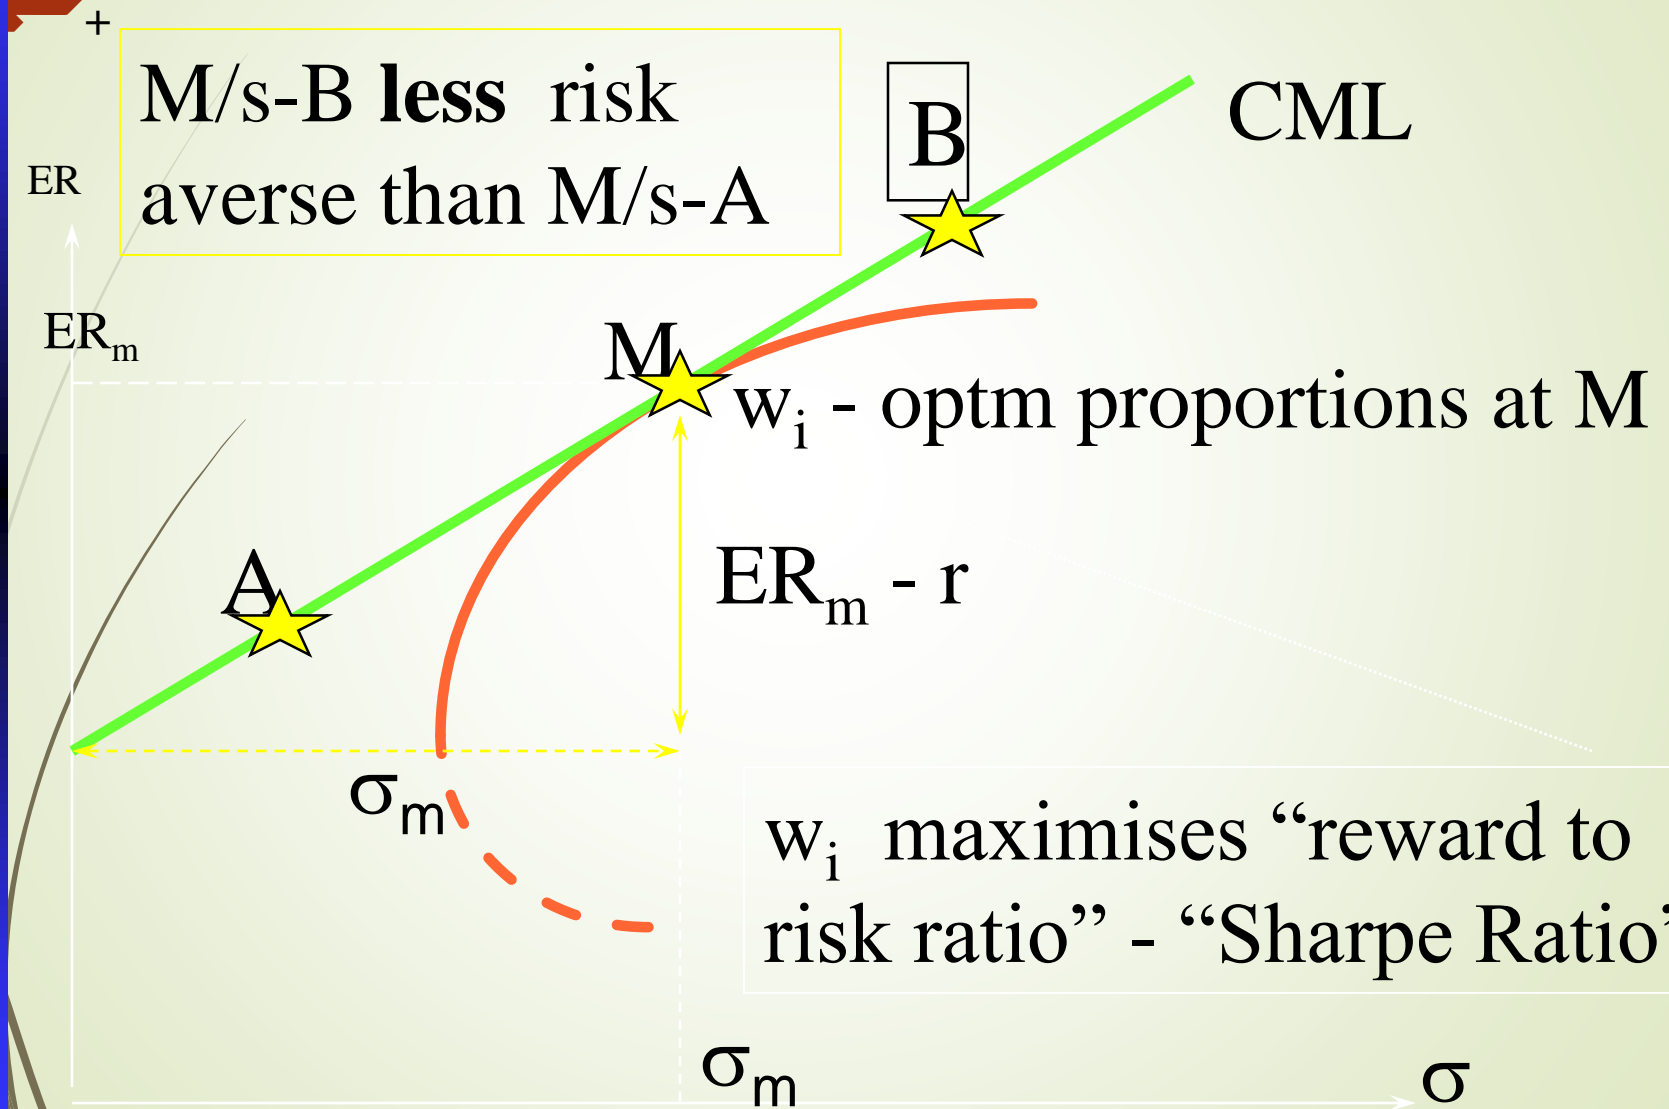 +
M/s-B less risk
averse than M/s-A
B
CML
ER
ERm
M
wi - optm proportions at M
A
ERm - r
σm
wi maximises “reward to
risk ratio” - “Sharpe Ratio”
σm
σ